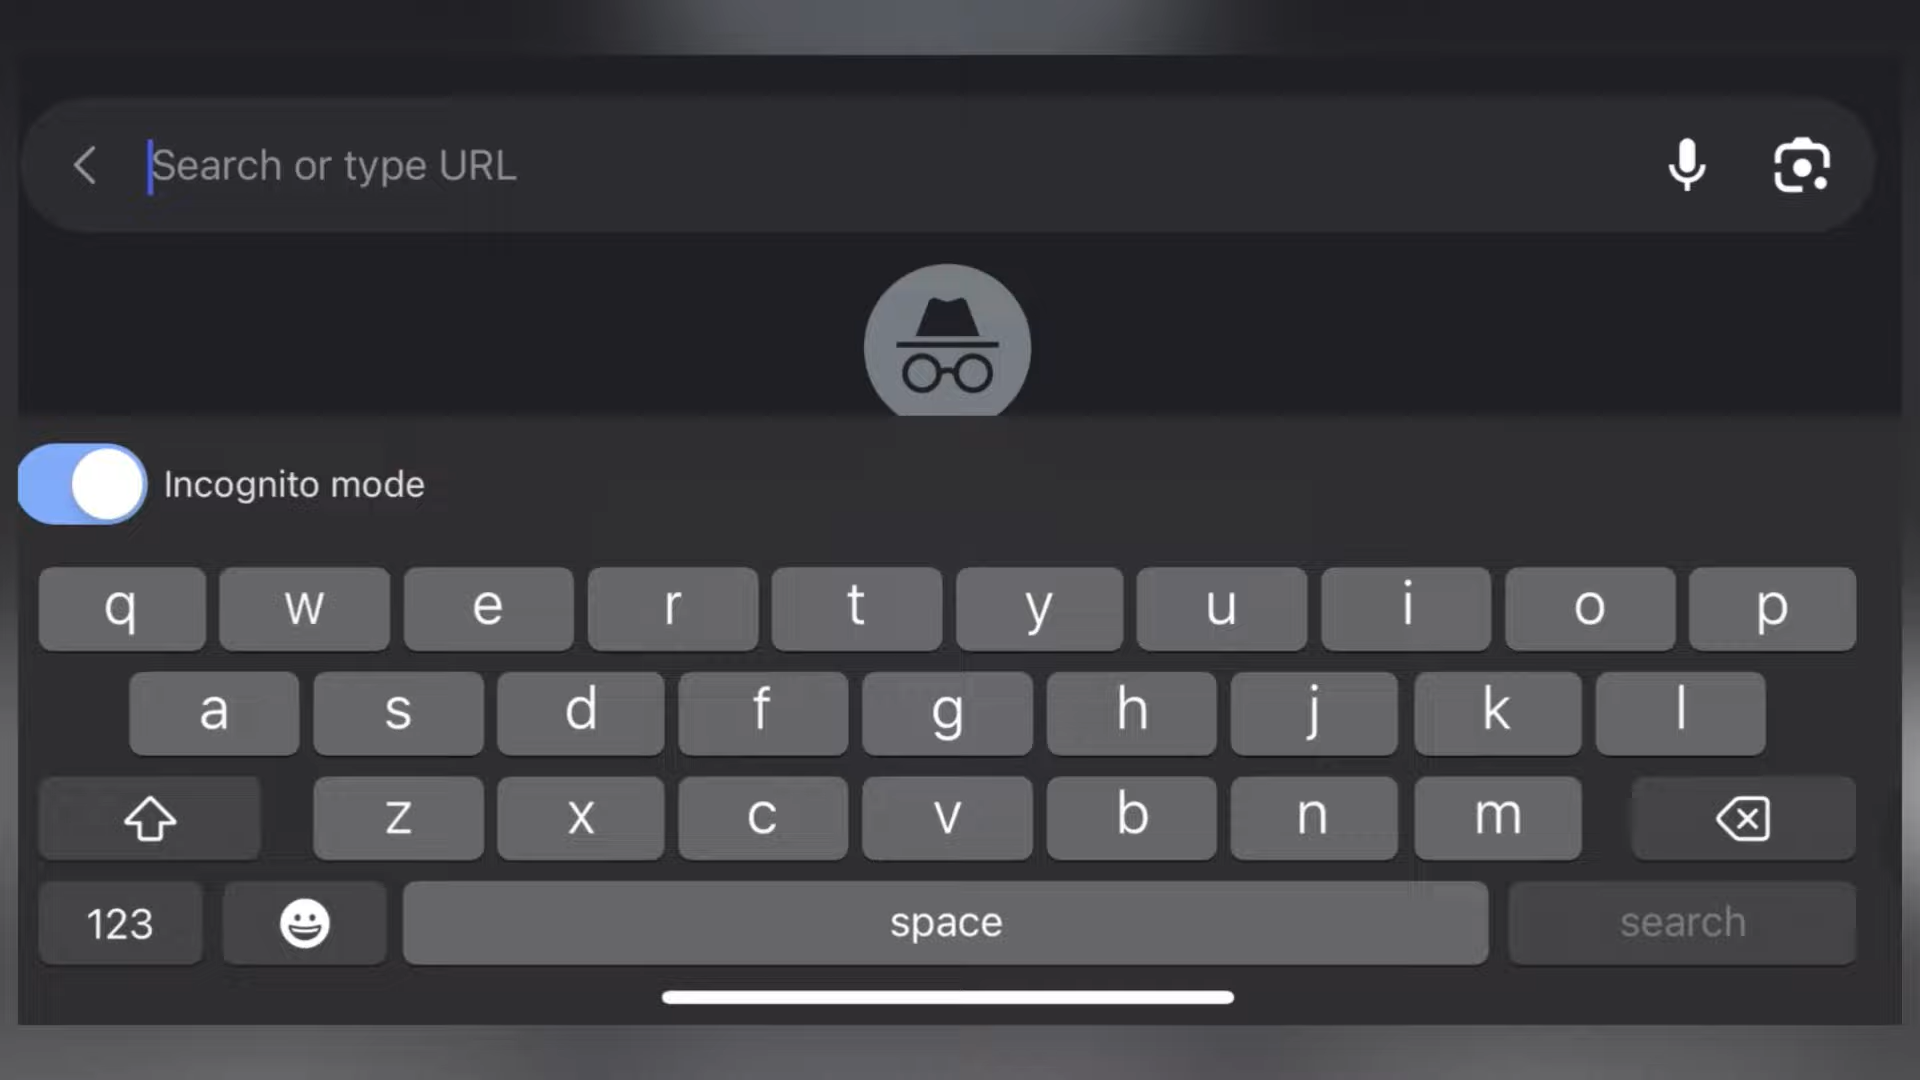 Search or type URL
Incognito mode
q w e r t y u i o p
a s d f g h j k l
z x c v b n m
123 space search